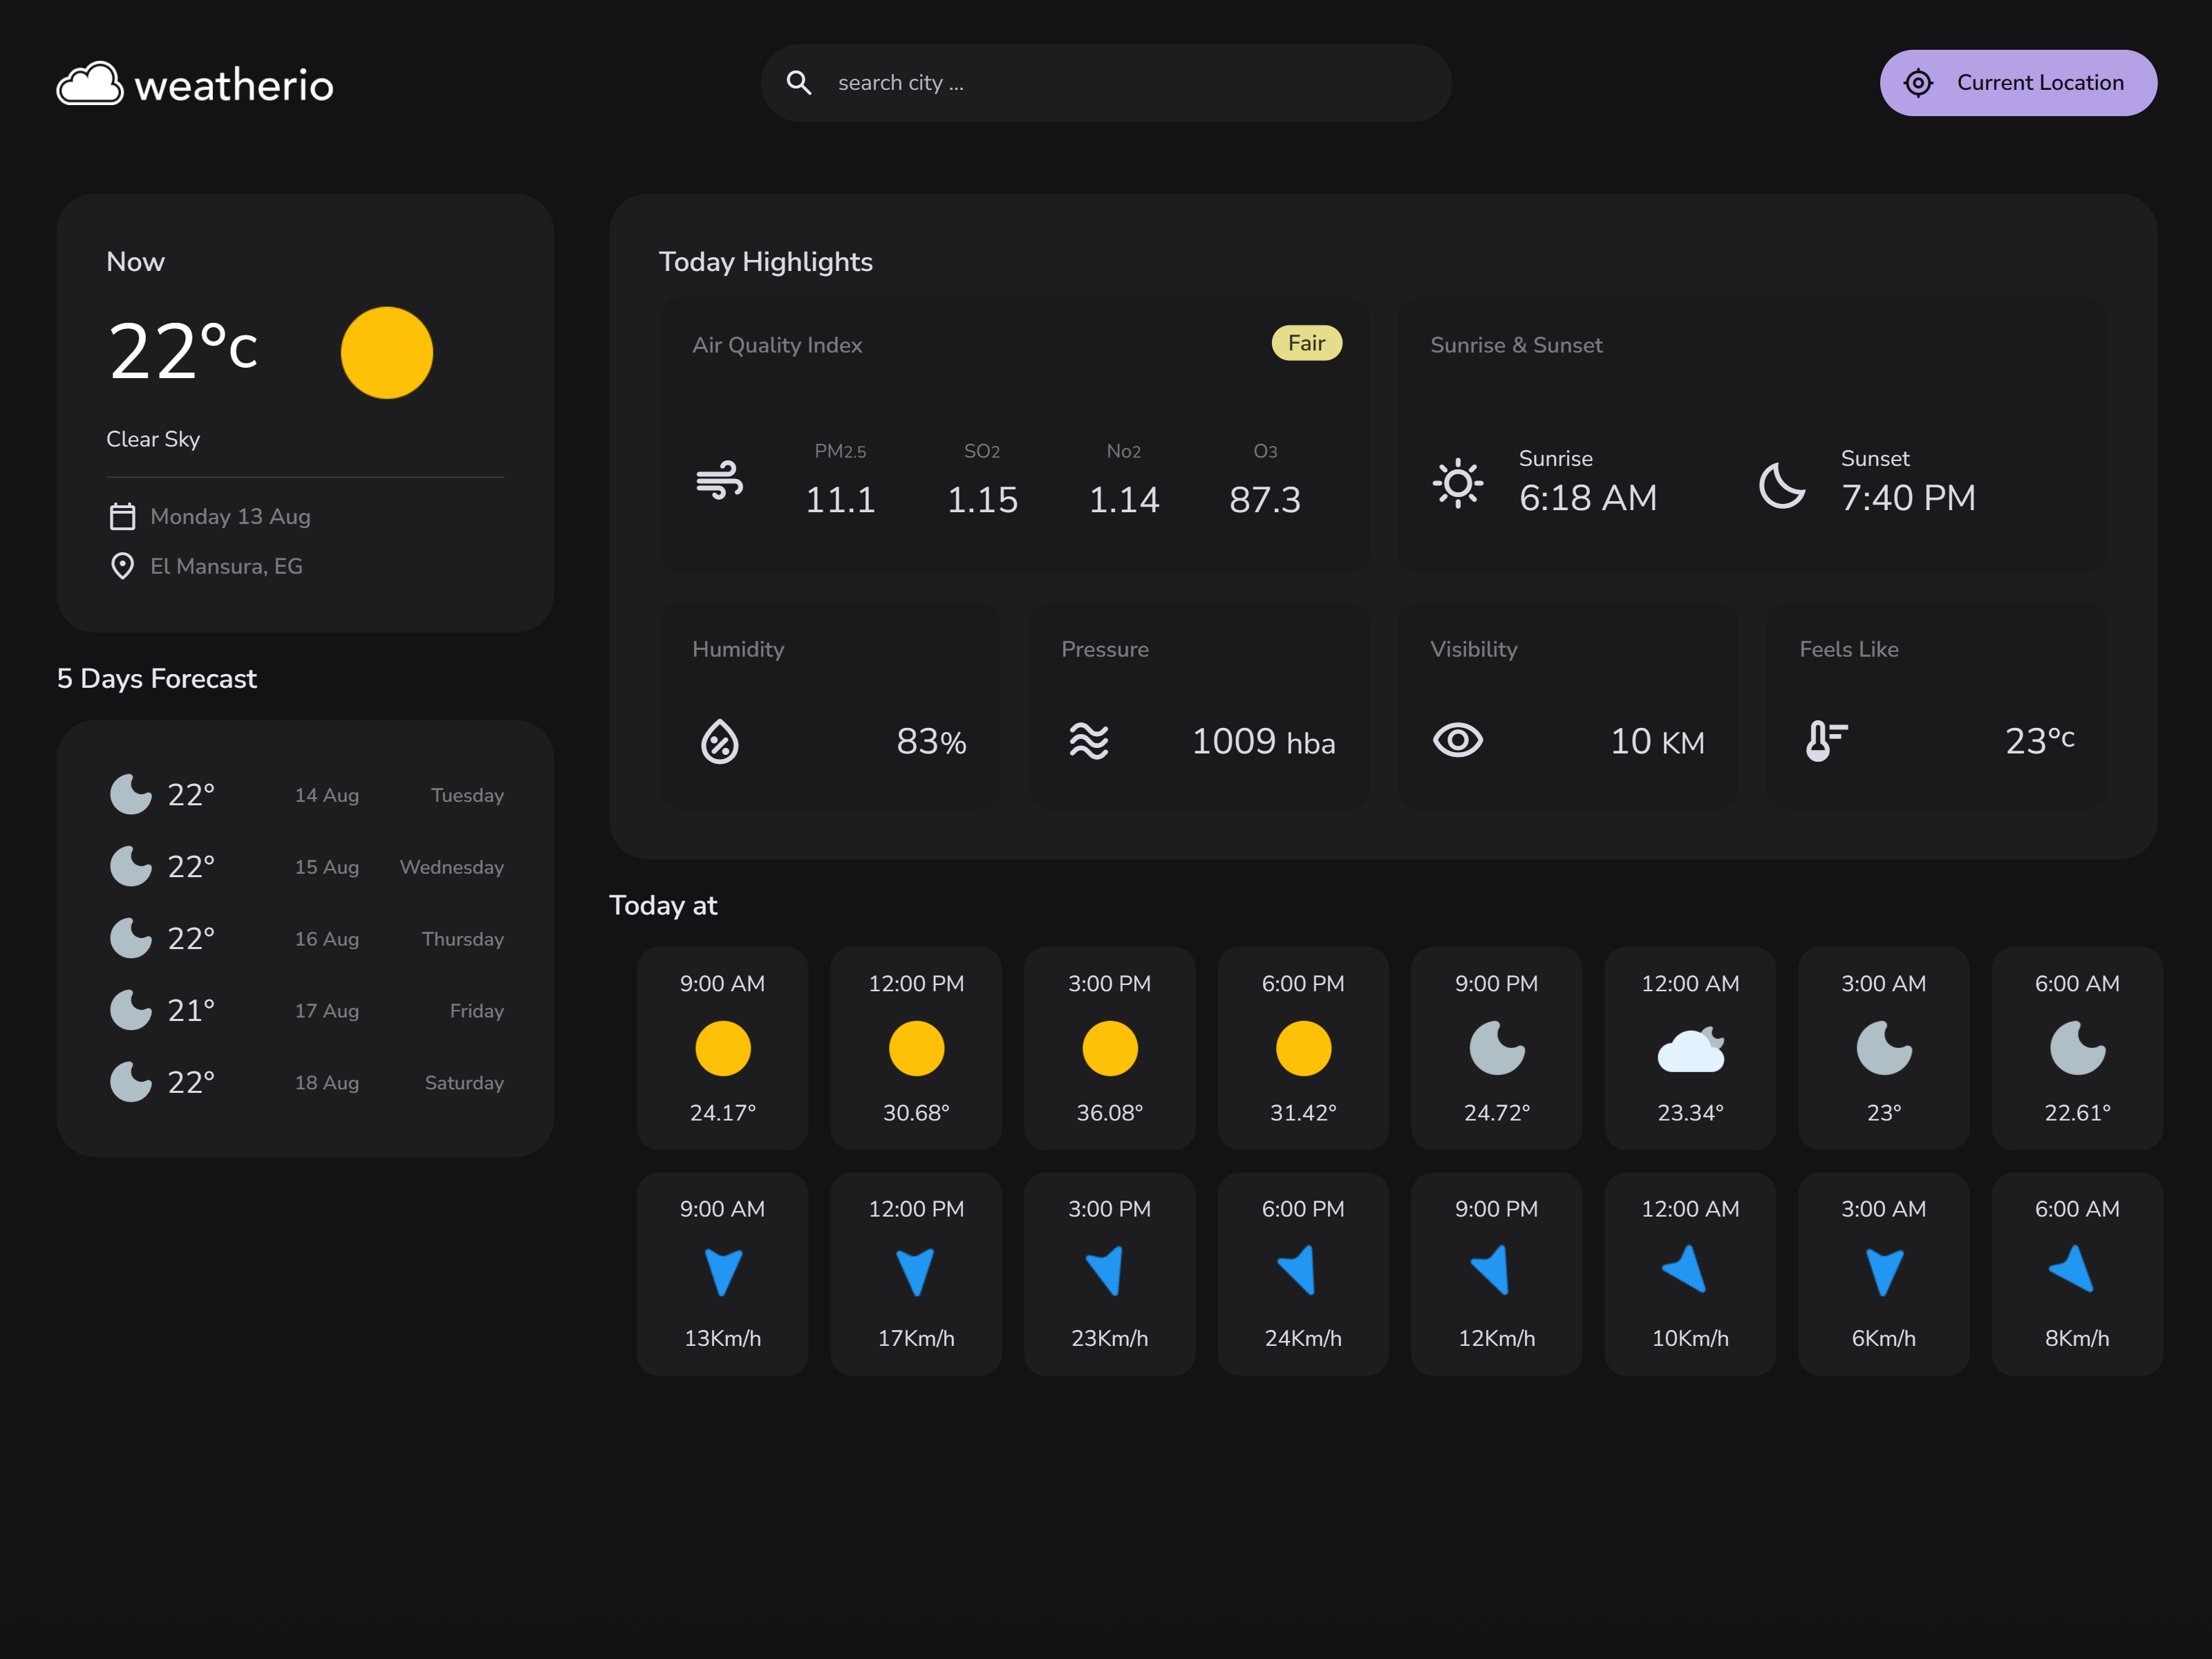 weatherio
search city ...
Current Location
Now
22°c
Clear Sky
Monday 13 Aug
El Mansura, EG
5 Days Forecast
22° 14 Aug Tuesday
22° 15 Aug Wednesday
22° 16 Aug Thursday
21° 17 Aug Friday
22° 18 Aug Saturday
Today Highlights
Air Quality Index
Fair
PM2.5 SO2 No2 O3
11.1 1.15 1.14 87.3
Sunrise & Sunset
Sunrise
6:18 AM
Sunset
7:40 PM
Humidity
83%
Pressure
1009 hba
Visibility
10 KM
Feels Like
23°c
Today at
9:00 AM 12:00 PM 3:00 PM 6:00 PM 9:00 PM 12:00 AM 3:00 AM 6:00 AM
24.17° 30.68° 36.08° 31.42° 24.72° 23.34° 23° 22.61°
9:00 AM 12:00 PM 3:00 PM 6:00 PM 9:00 PM 12:00 AM 3:00 AM 6:00 AM
13Km/h 17Km/h 23Km/h 24Km/h 12Km/h 10Km/h 6Km/h 8Km/h